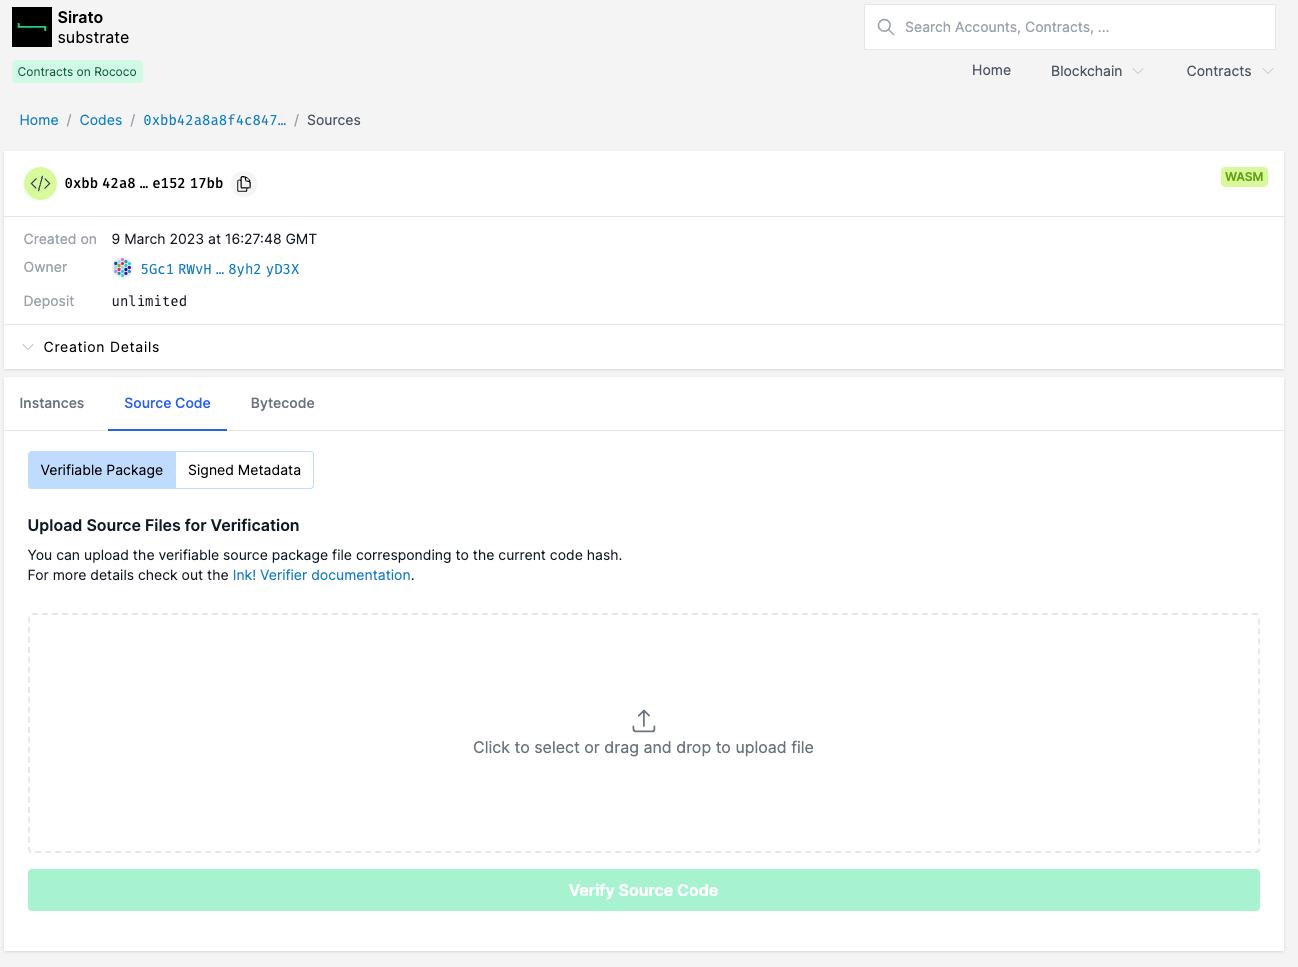 Sirato
substrate
Search Accounts, Contracts, ...
Contracts on Rococo
Home Blockchain Contracts
Home / Codes / 0xbb42a8a8f4c847… / Sources
0xbb 42a8 … e152 17bb
WASM
Created on 9 March 2023 at 16:27:48 GMT
Owner 5Gc1 RWvH … 8yh2 yD3X
Deposit unlimited
Creation Details
Instances Source Code Bytecode
Verifiable Package Signed Metadata
Upload Source Files for Verification
You can upload the verifiable source package file corresponding to the current code hash.
For more details check out the Ink! Verifier documentation.
Click to select or drag and drop to upload file
Verify Source Code